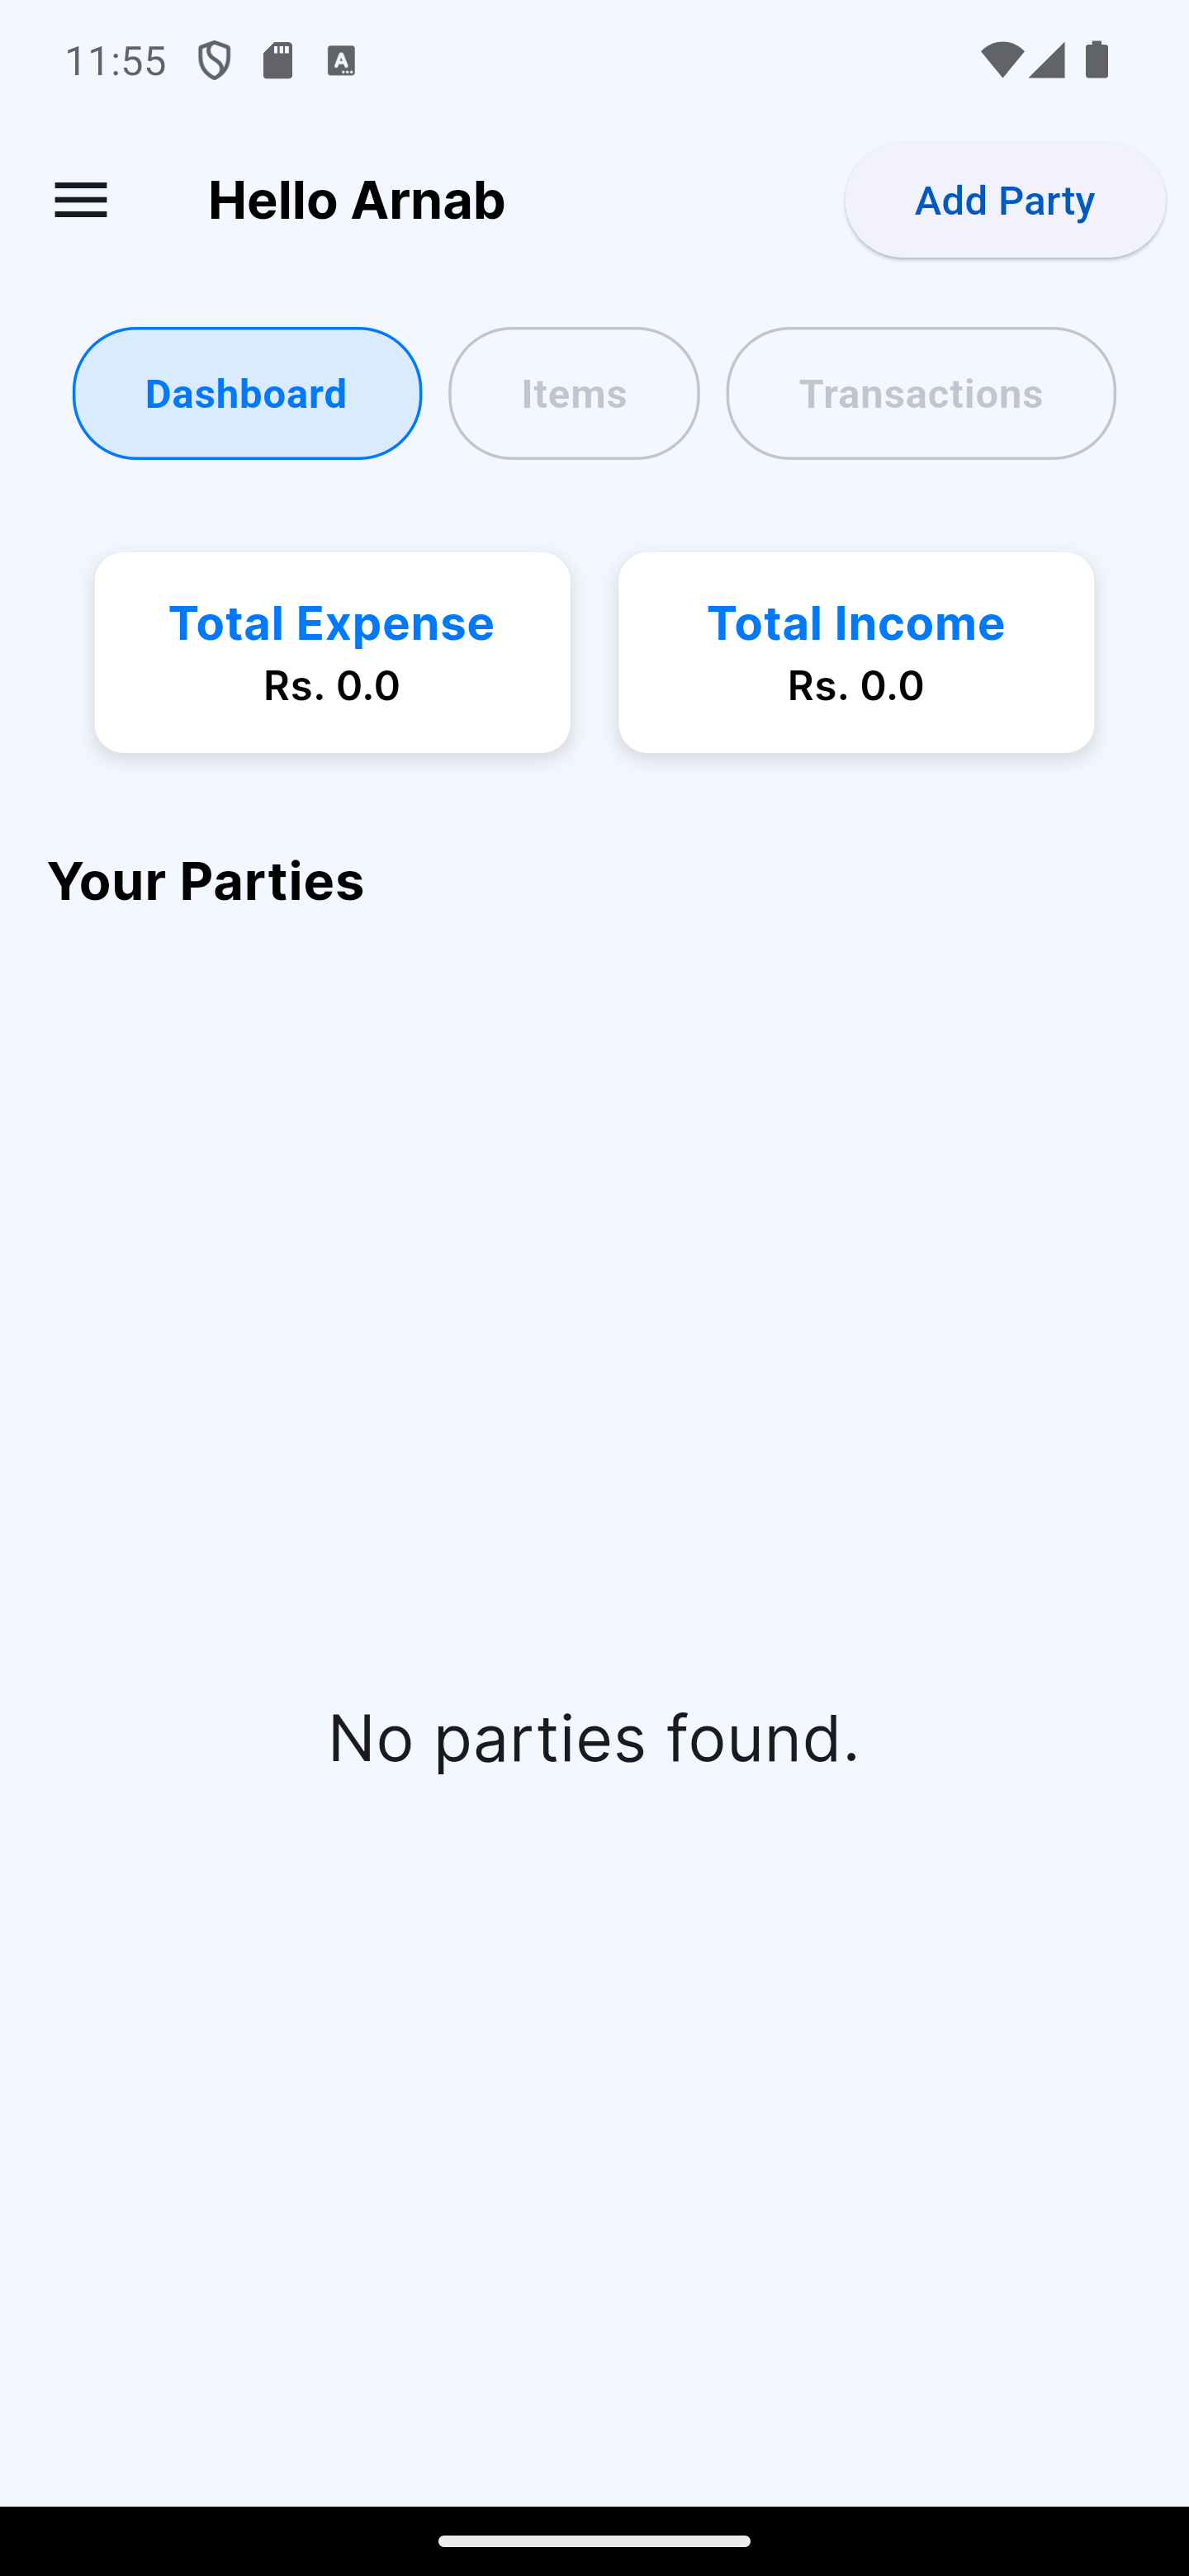 11:55
Hello Arnab
Add Party
Dashboard
Items
Transactions
Total Expense
Rs. 0.0
Total Income
Rs. 0.0
Your Parties
No parties found.